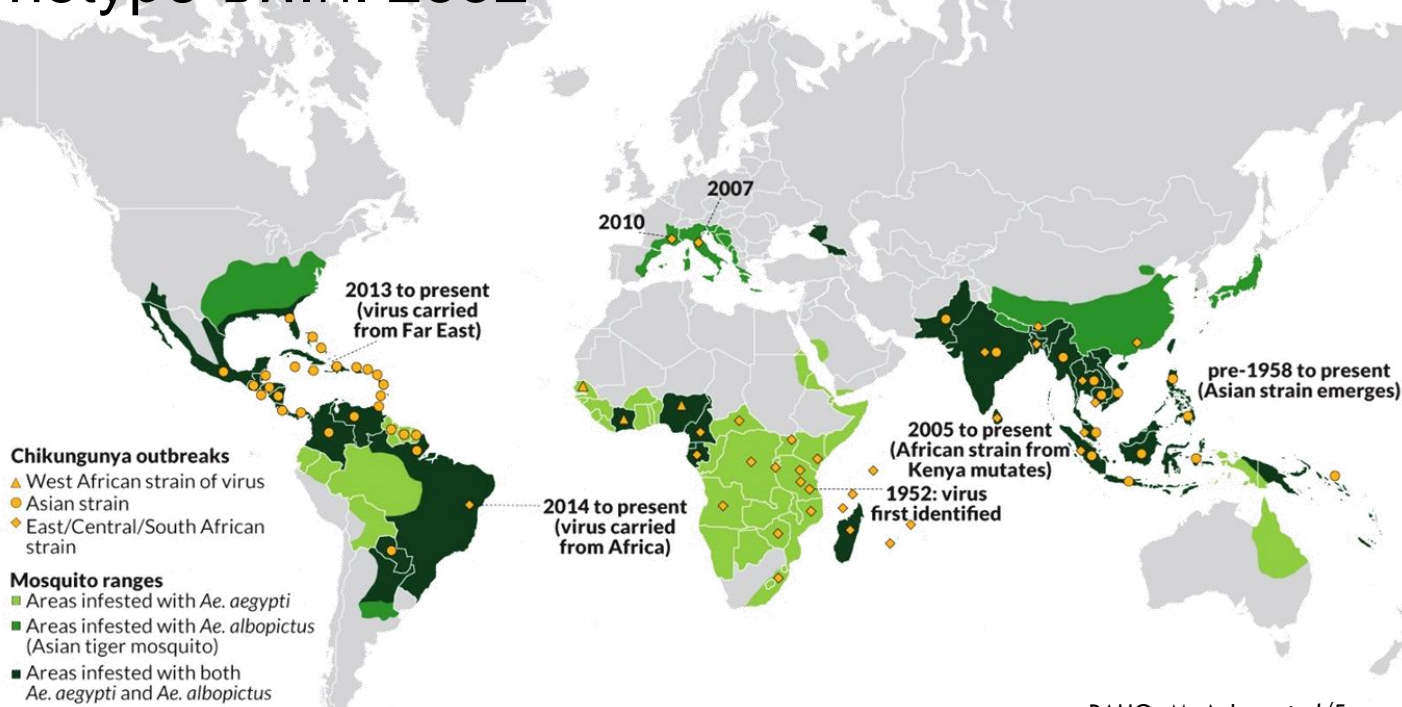 2007
2010
2013 to present
(virus carried
from Far East)
pre-1958 to present
(Asian strain emerges)
2005 to present
(African strain from
Kenya mutates)
1952: virus
first identified
2014 to present
(virus carried
from Africa)
Chikungunya outbreaks
West African strain of virus
Asian strain
East/Central/South African
strain
Mosquito ranges
Areas infested with Ae. aegypti
Areas infested with Ae. albopictus
(Asian tiger mosquito)
Areas infested with both
Ae. aegypti and Ae. albopictus